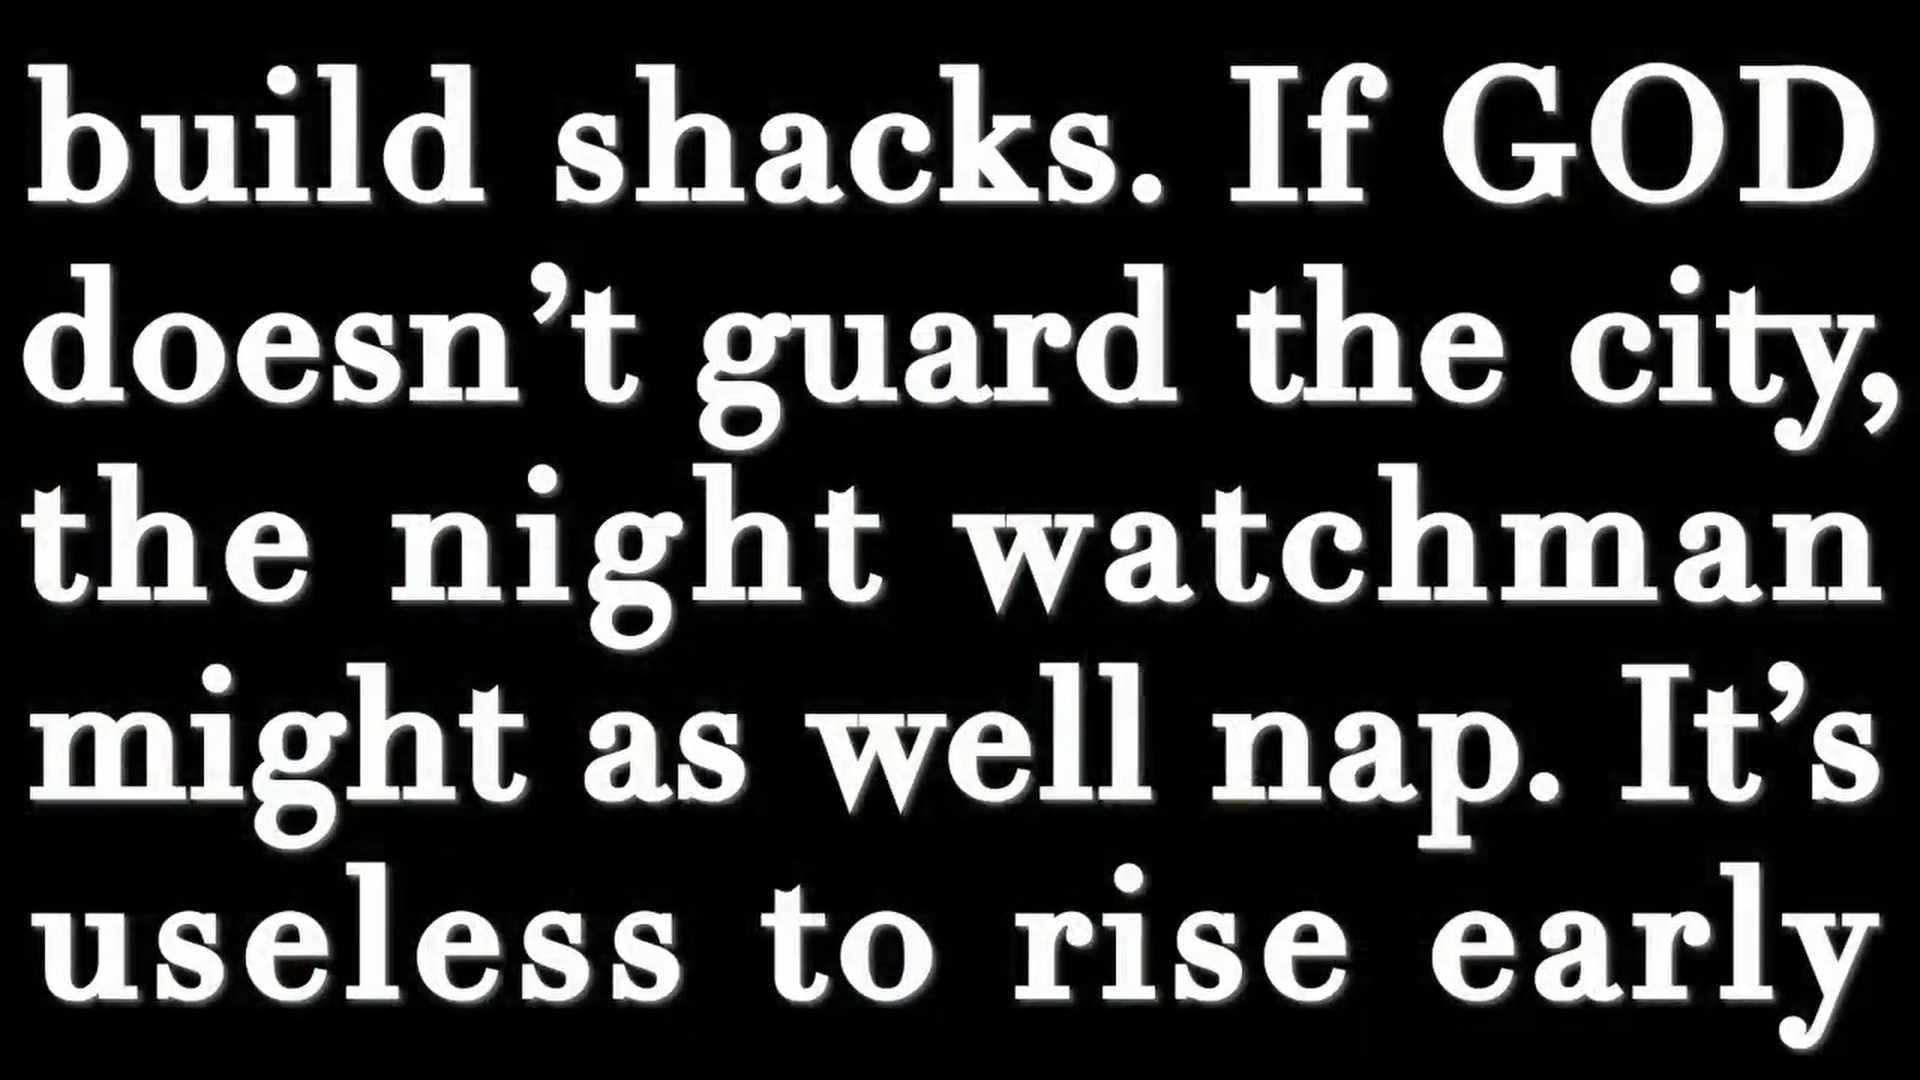 build shacks. If GOD
doesn’t guard the city,
the night watchman
might as well nap. It’s
useless to rise early